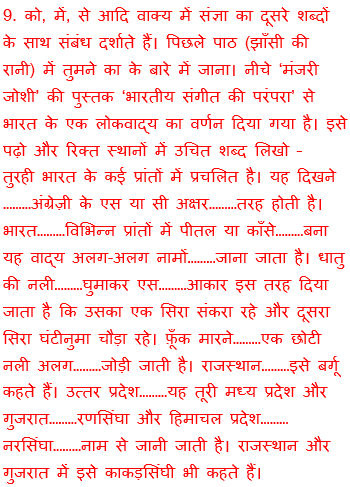 9. को, में, से आदि वाक्य में संज्ञा का दूसरे शब्दों
के साथ संबंध दर्शाते हैं। पिछले पाठ (झाँसी की
रानी) में तुमने का के बारे में जाना। नीचे ‘मंजरी
जोशी’ की पुस्तक ‘भारतीय संगीत की परंपरा’ से
भारत के एक लोकवाद्य का वर्णन दिया गया है। इसे
पढ़ो और रिक्त स्थानों में उचित शब्द लिखो –
तुरही भारत के कई प्रांतों में प्रचलित है। यह दिखने
.........अंग्रेज़ी के एस या सी अक्षर.........तरह होती है।
भारत.........विभिन्न प्रांतों में पीतल या काँसे.........बना
यह वाद्य अलग-अलग नामों.........जाना जाता है। धातु
की नली.........घुमाकर एस.........आकार इस तरह दिया
जाता है कि उसका एक सिरा संकरा रहे और दूसरा
सिरा घंटीनुमा चौड़ा रहे। फूँक मारने.........एक छोटी
नली अलग.........जोड़ी जाती है। राजस्थान.........इसे बर्गू
कहते हैं। उत्तर प्रदेश.........यह तूरी मध्य प्रदेश और
गुजरात.........रणसिंघा और हिमाचल प्रदेश.........
नरसिंघा.........नाम से जानी जाती है। राजस्थान और
गुजरात में इसे काकड़सिंघी भी कहते हैं।